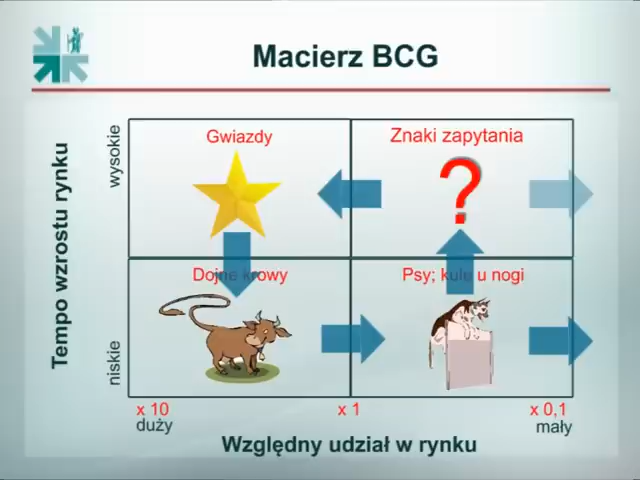 Macierz BCG
Tempo wzrostu rynku
wysokie
niskie
Gwiazdy
Znaki zapytania
?
Dojne krowy
Psy; kule u nogi
x 10
x 1
x 0,1
duży
mały
Względny udział w rynku